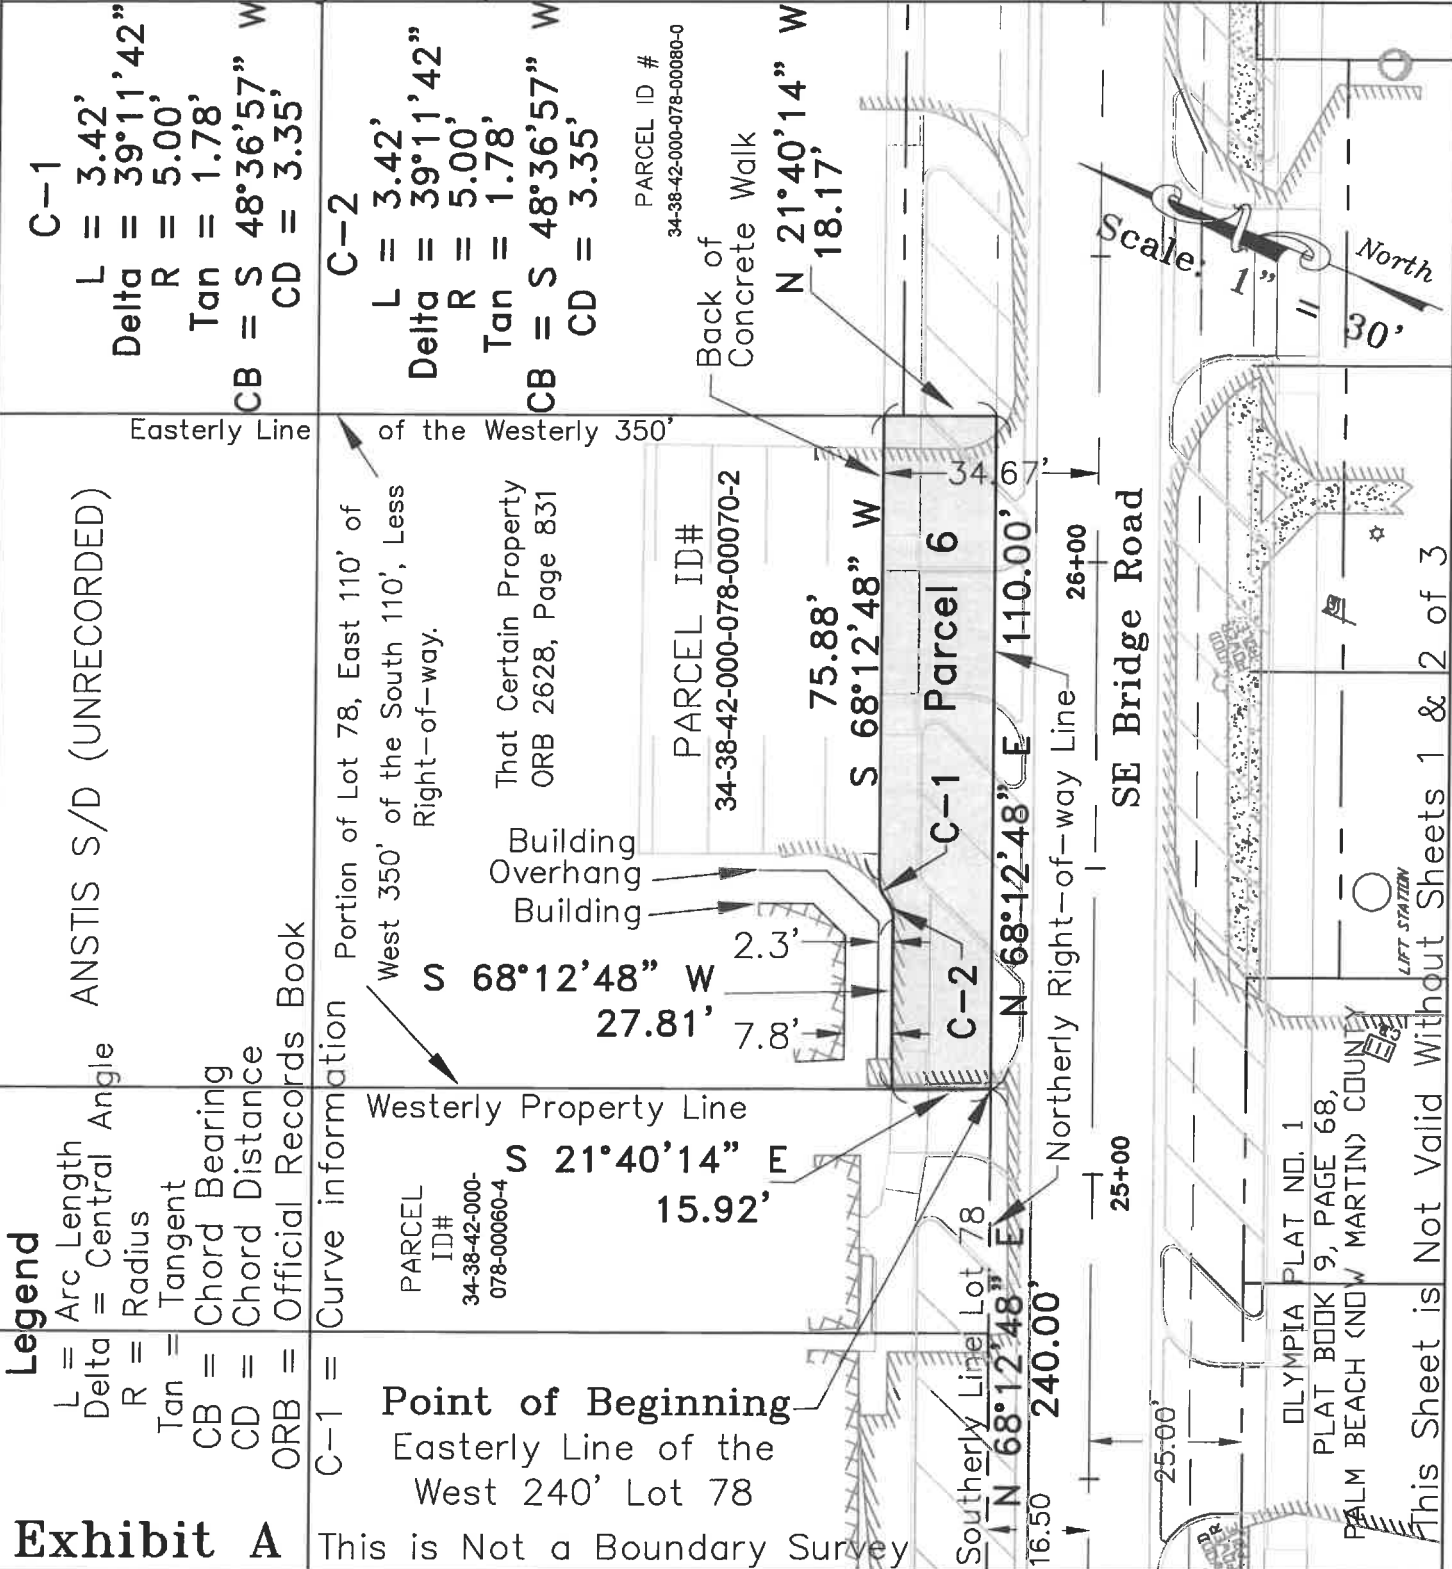 C-1
L = 3.42'
Delta = 39°11'42"
R = 5.00'
Tan = 1.78'
CB = S 48°36'57" W
CD = 3.35'
C-2
L = 3.42'
Delta = 39°11'42"
R = 5.00'
Tan = 1.78'
CB = S 48°36'57" W
CD = 3.35'
PARCEL ID #
34-38-42-000-078-00080-0
Back of
Concrete Walk
N 21°40'14" W
18.17'
Scale: 1" = 30'
North
Easterly Line of the Westerly 350'
ANSTIS S/D (UNRECORDED)
Portion of Lot 78, East 110' of
West 350' of the South 110', Less
Right-of-way.
That Certain Property
ORB 2628, Page 831
PARCEL ID#
34-38-42-000-078-00070-2
75.88'
S 68°12'48" W
34.67'
Parcel 6
C-1
C-2
110.00'
N 68°12'48" E
26+00
SE Bridge Road
Northerly Right-of-way Line
Building
Overhang
Building
2.3'
S 68°12'48" W
27.81'
7.8'
Westerly Property Line
S 21°40'14" E
15.92'
PARCEL
ID#
34-38-42-000-
078-00060-4
25+00
LIFT STATION
Legend
L = Arc Length
Delta = Central Angle
R = Radius
Tan = Tangent
CB = Chord Bearing
CD = Chord Distance
ORB = Official Records Book
C-1 = Curve information
Point of Beginning
Easterly Line of the
West 240' Lot 78
Southerly Line Lot 78
N 68°12'48" E
240.00'
16.50
25.00'
OLYMPIA PLAT NO. 1
PLAT BOOK 9, PAGE 68,
PALM BEACH (NOW MARTIN) COUNTY
Exhibit A
This is Not a Boundary Survey
This Sheet is Not Valid Without Sheets 1 & 2 of 3